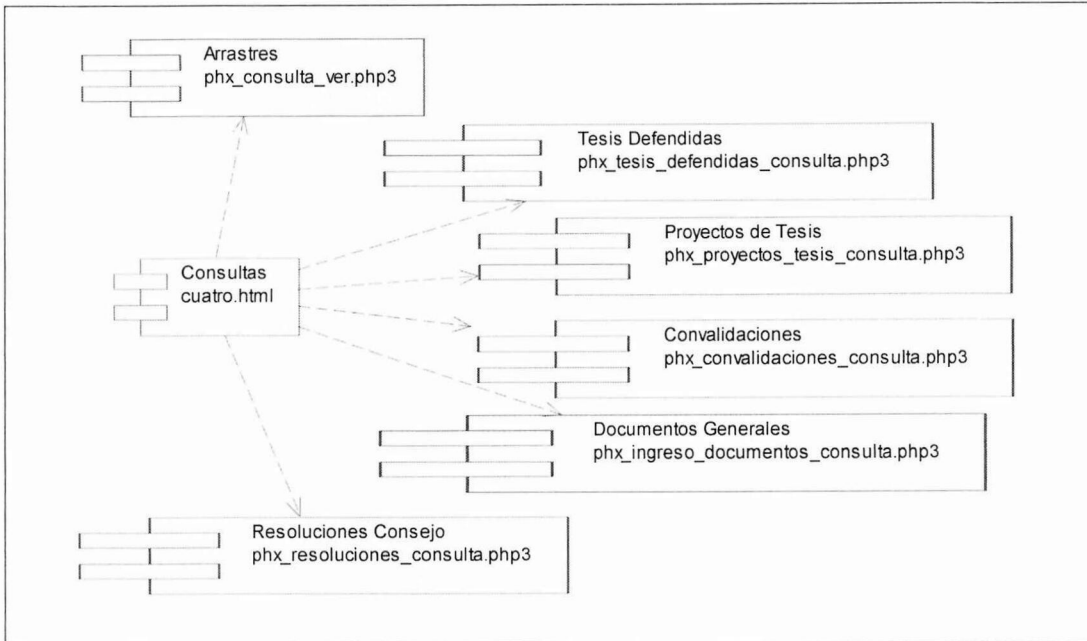 Arrastres
phx_consulta_ver.php3
Tesis Defendidas
phx_tesis_defendidas_consulta.php3
Proyectos de Tesis
phx_proyectos_tesis_consulta.php3
Consultas
cuatro.html
Convalidaciones
phx_convalidaciones_consulta.php3
Documentos Generales
phx_ingreso_documentos_consulta.php3
Resoluciones Consejo
phx_resoluciones_consulta.php3